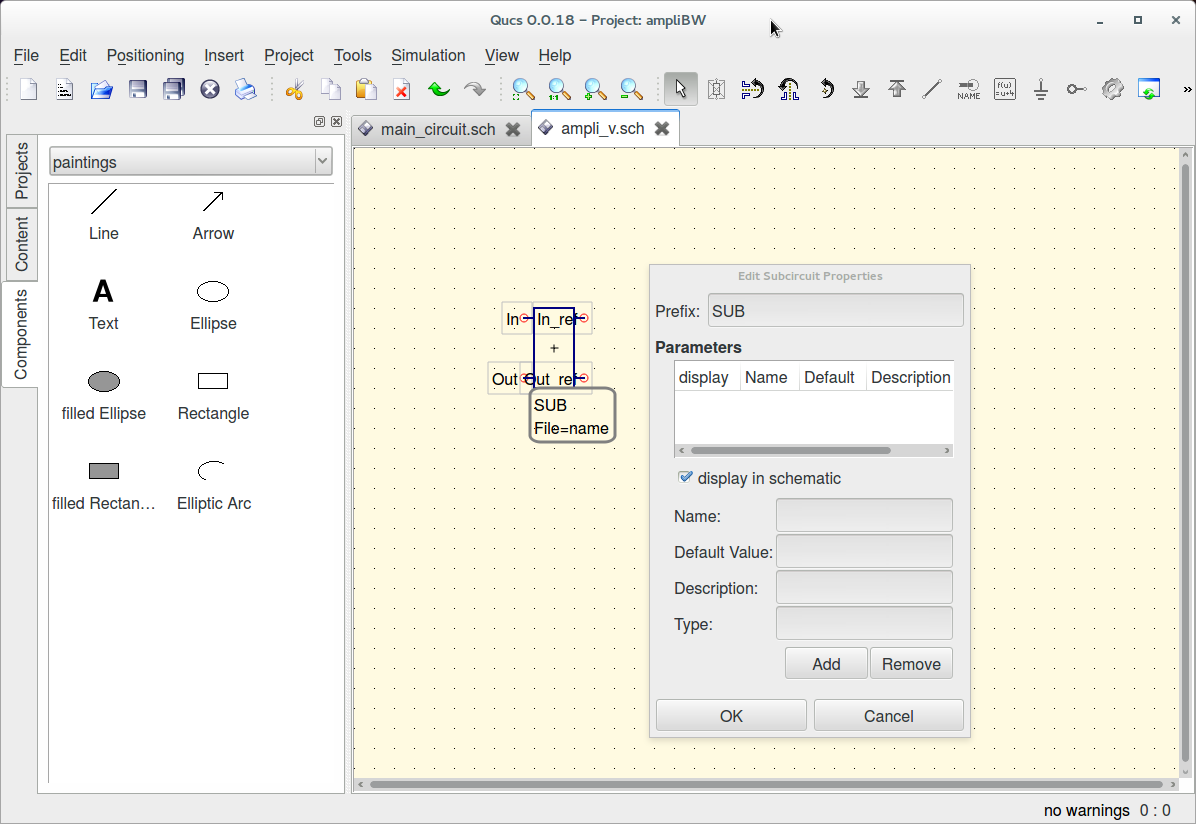 Qucs 0.0.18 – Project: ampliBW
File Edit Positioning Insert Project Tools Simulation View Help
NAME
f(u)
=u+4
»
main_circuit.sch
ampli_v.sch
Projects
Content
Components
paintings
Line
Arrow
A
Text
Ellipse
filled Ellipse
Rectangle
filled Rectan...
Elliptic Arc
In
In_ref
Out
Out_ref
SUB
File=name
Edit Subcircuit Properties
Prefix: SUB
Parameters
display Name Default Description
display in schematic
Name:
Default Value:
Description:
Type:
Add Remove
OK Cancel
no warnings 0 : 0